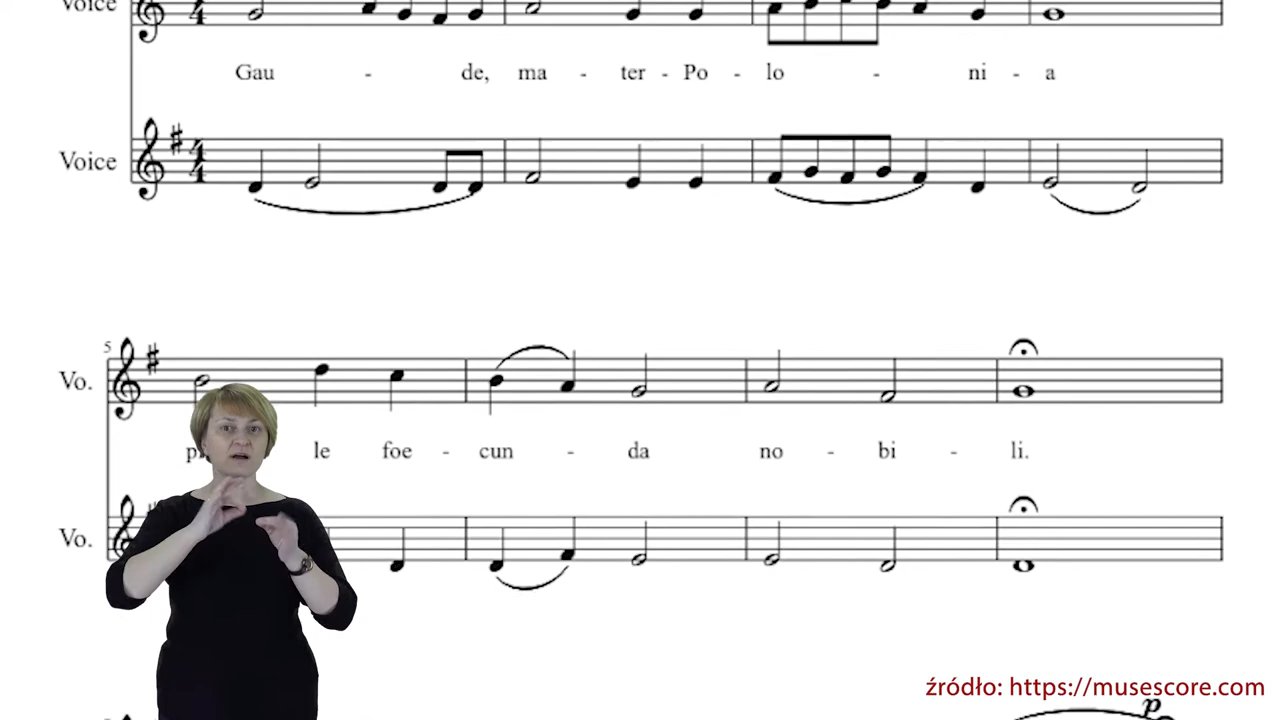 Voice
Gau - de, ma - ter - Po - lo - ni - a
Voice
5
Vo.
le foe - cun - da no - bi - li.
Vo.
źródło: https://musescore.com